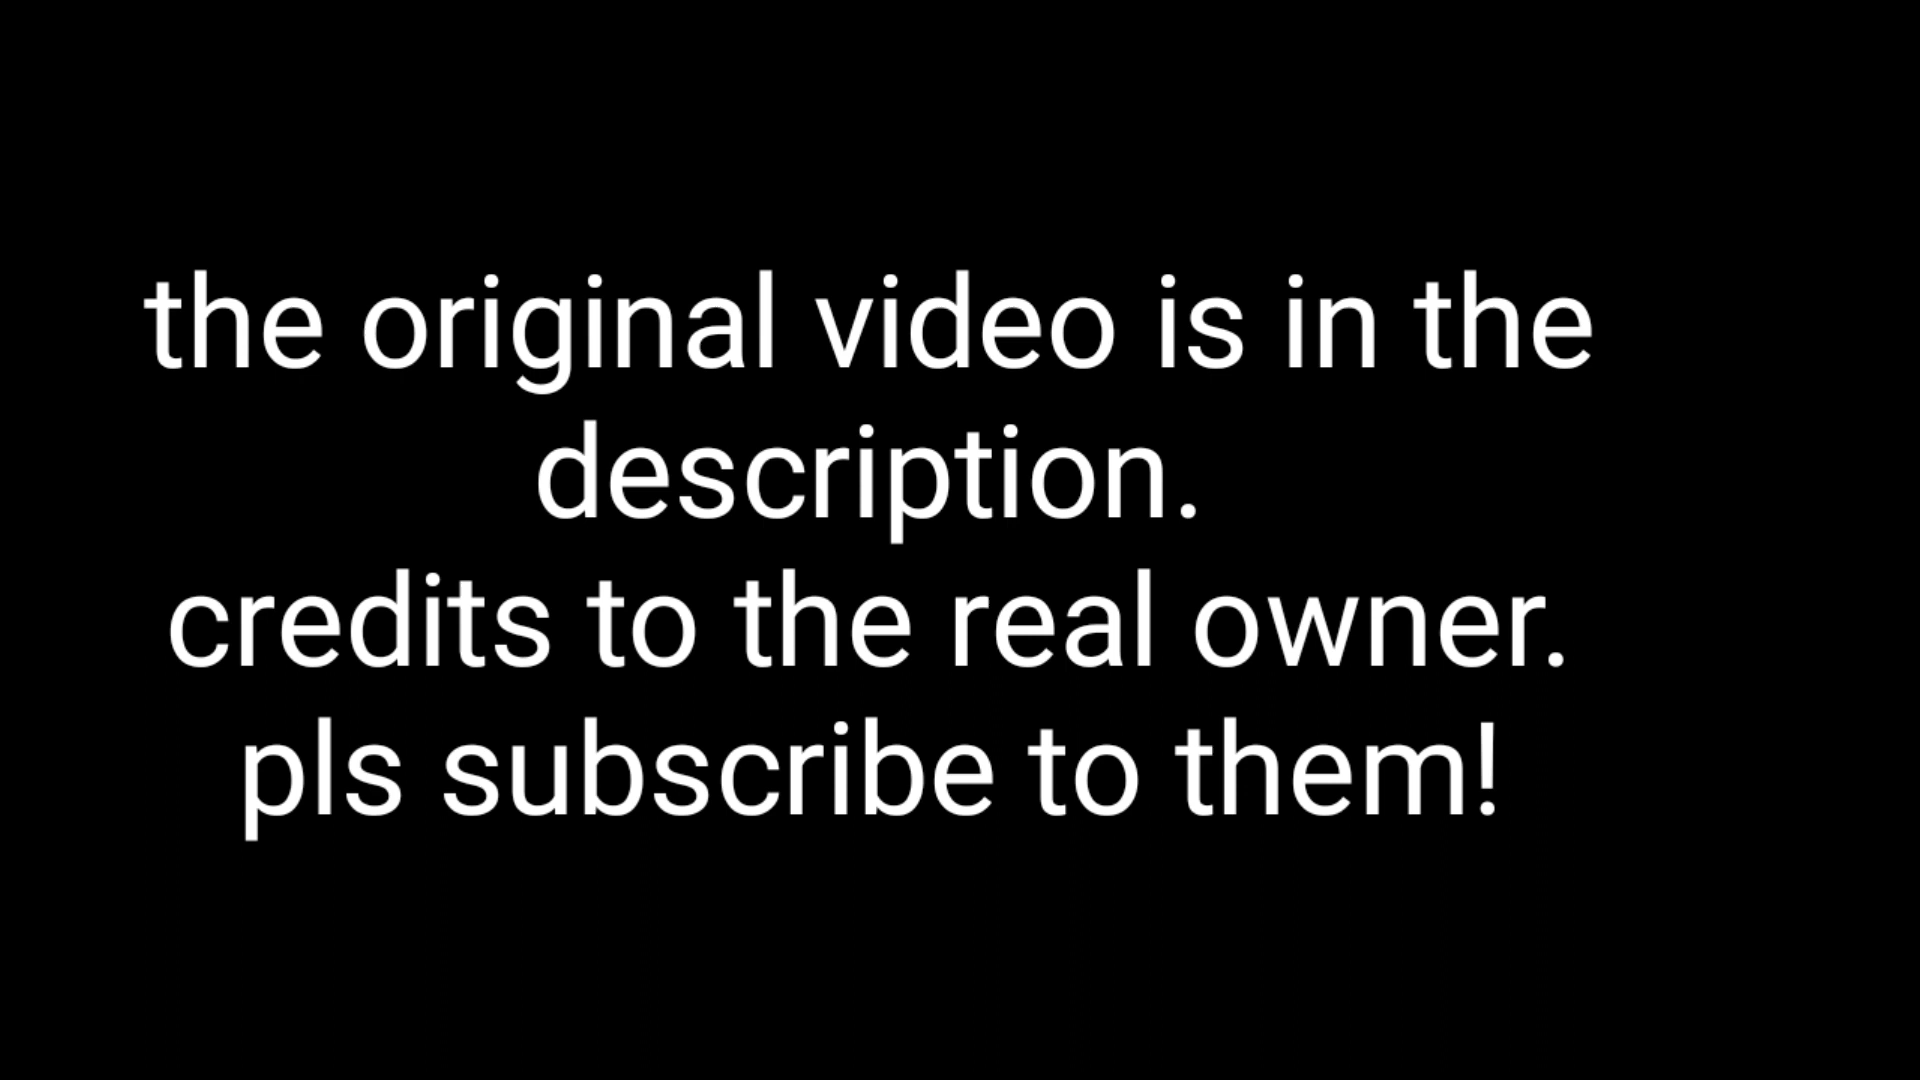 the original video is in the
description.
credits to the real owner.
pls subscribe to them!